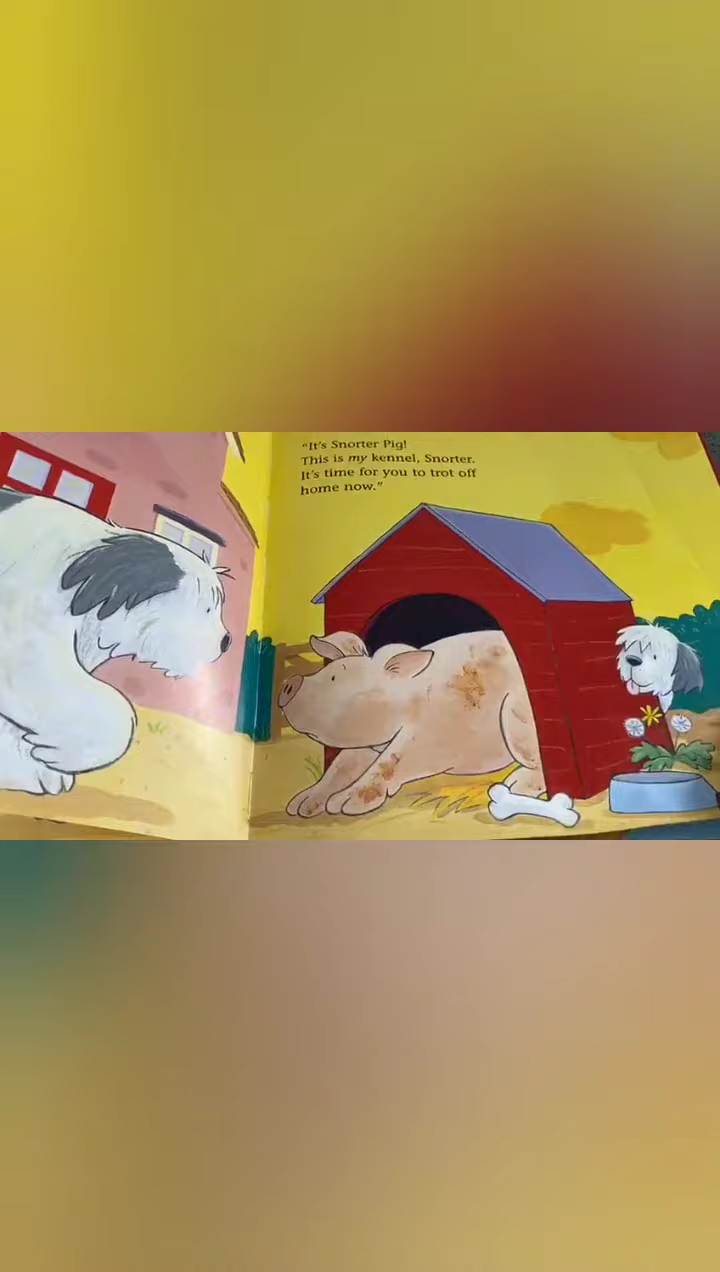 “It’s Snorter Pig!
This is my kennel, Snorter.
It’s time for you to trot off
home now.”